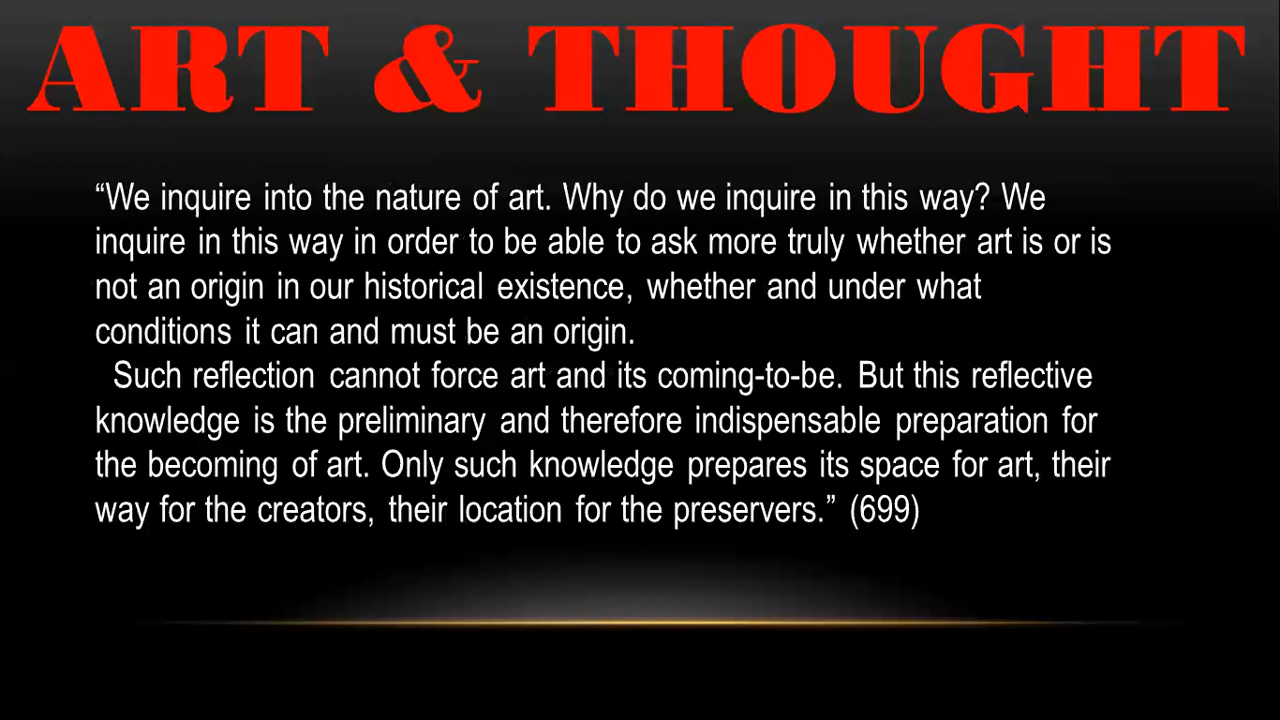 ART & THOUGHT
“We inquire into the nature of art. Why do we inquire in this way? We
inquire in this way in order to be able to ask more truly whether art is or is
not an origin in our historical existence, whether and under what
conditions it can and must be an origin.
Such reflection cannot force art and its coming-to-be. But this reflective
knowledge is the preliminary and therefore indispensable preparation for
the becoming of art. Only such knowledge prepares its space for art, their
way for the creators, their location for the preservers.” (699)